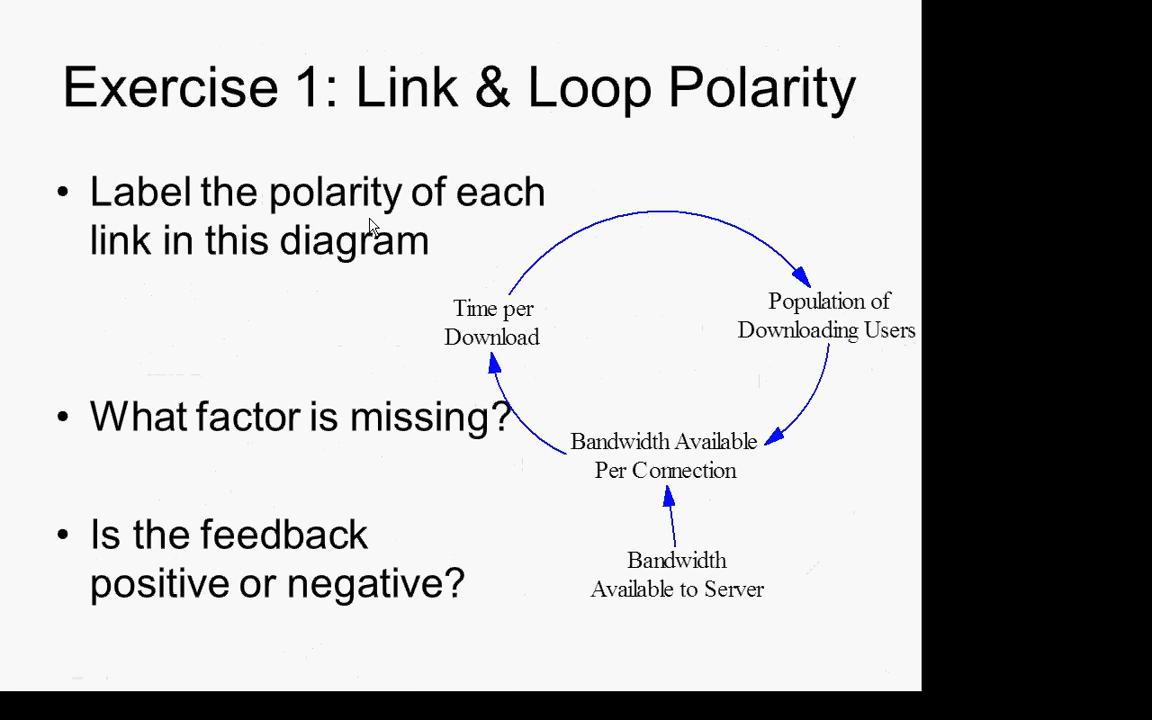 Exercise 1: Link & Loop Polarity
• Label the polarity of each
link in this diagram
• What factor is missing?
• Is the feedback
positive or negative?
Time per
Download
Population of
Downloading Users
Bandwidth Available
Per Connection
Bandwidth
Available to Server